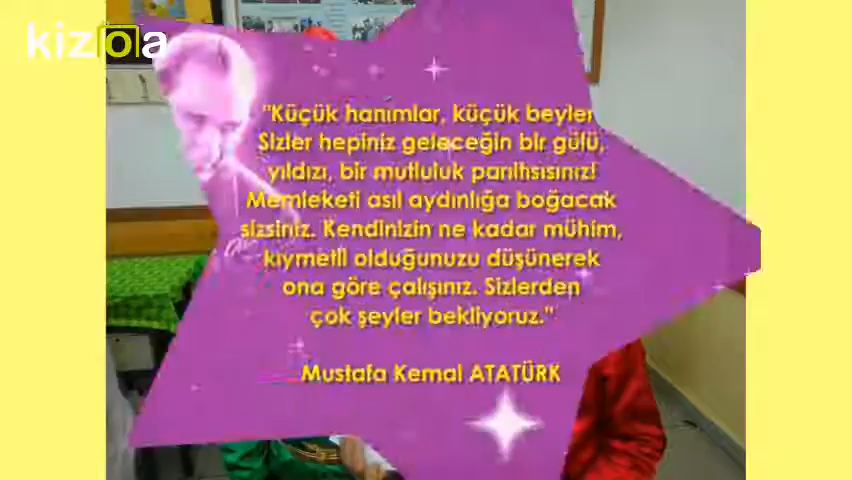 kizoa
"Küçük hanımlar, küçük beyler
Sizler hepiniz geleceğin bir gülü,
yıldızı, bir mutluluk parıltısısınız!
Memleketi asıl aydınlığa boğacak
sizsiniz. Kendinizin ne kadar mühim,
kıymetli olduğunuzu düşünerek
ona göre çalışınız. Sizlerden
çok şeyler bekliyoruz."
Mustafa Kemal ATATÜRK